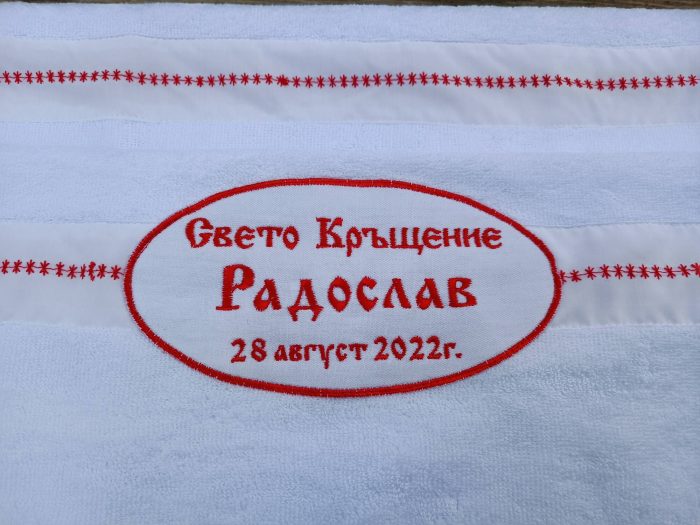 Свето Кръщение
Радослав
28 август 2022г.